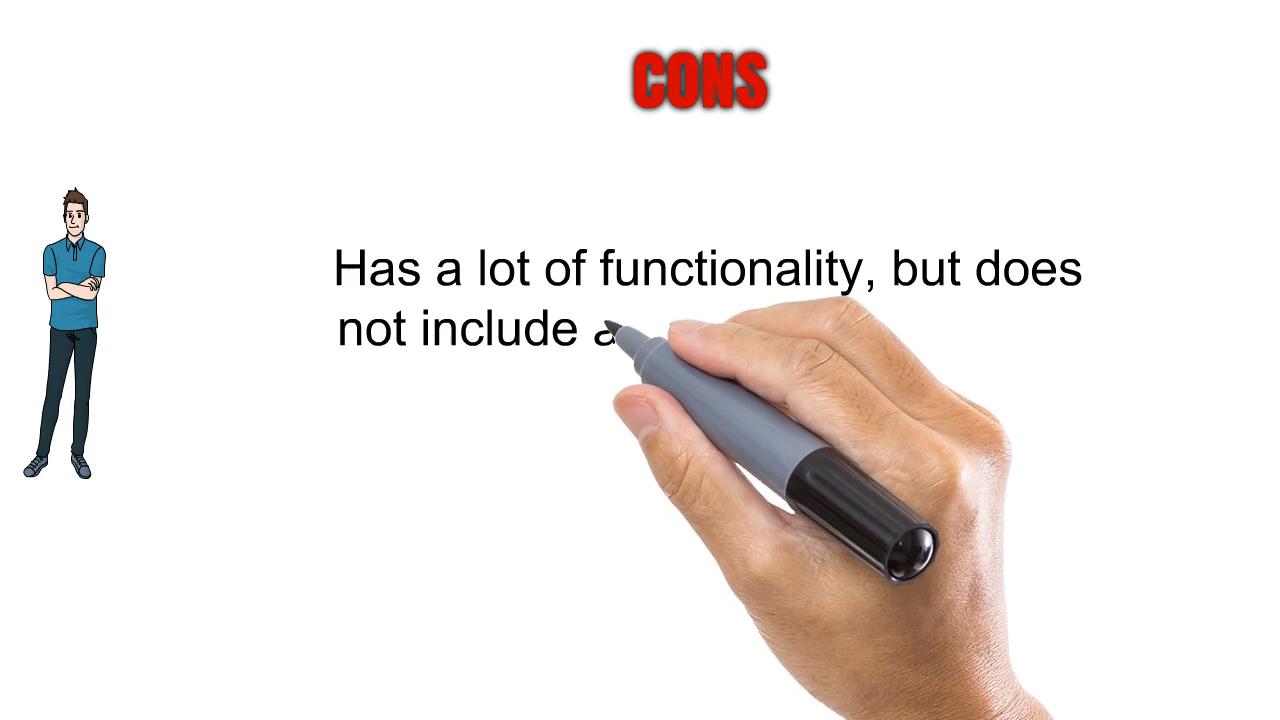 CONS
Has a lot of functionality, but does
not include